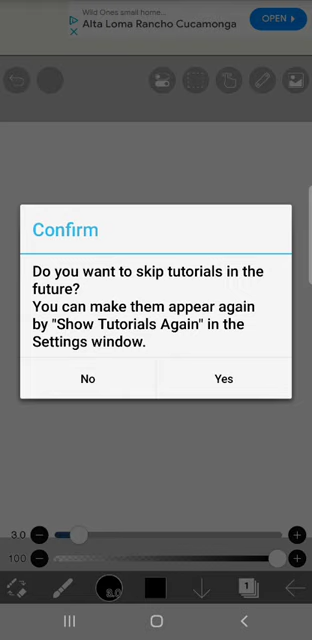 Wild Ones small home...
Alta Loma Rancho Cucamonga
OPEN
Confirm
Do you want to skip tutorials in the
future?
You can make them appear again
by "Show Tutorials Again" in the
Settings window.
No Yes
3.0
100
3.0
1